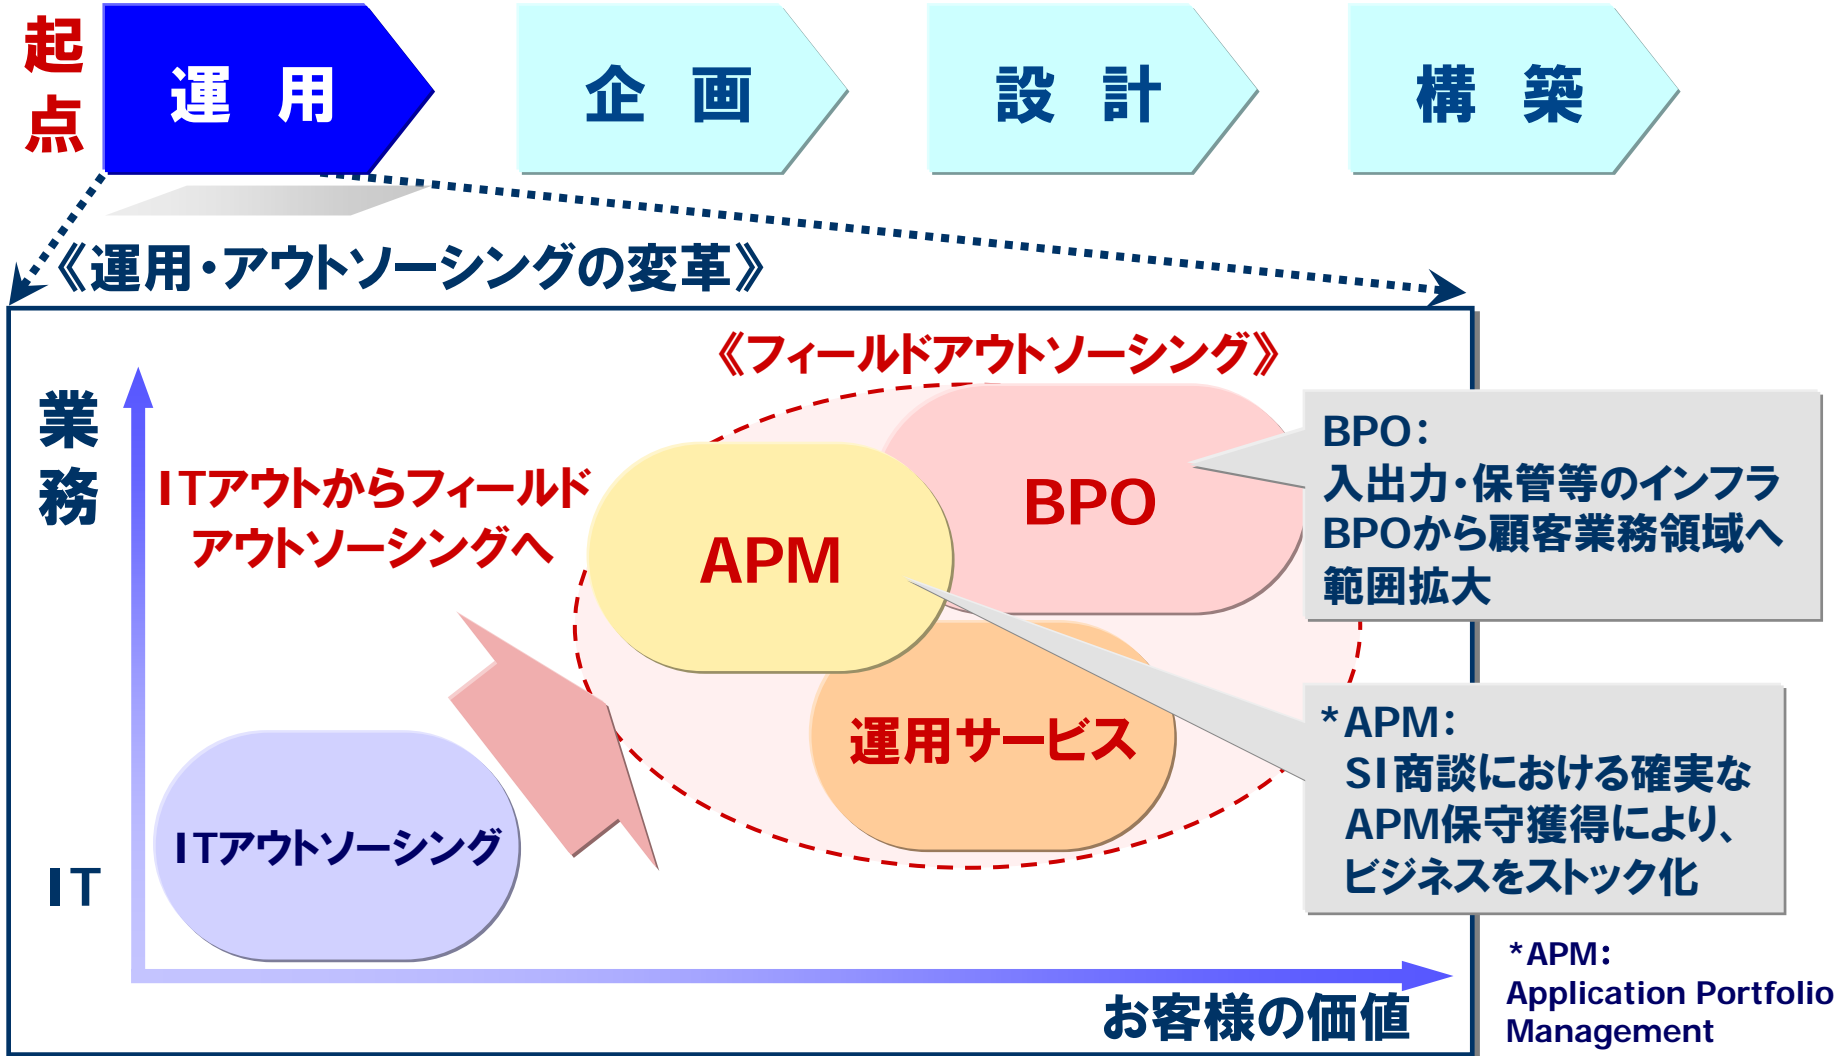 起点
運用
企画
設計
構築
《運用・アウトソーシングの変革》
《フィールドアウトソーシング》
業務
ITアウトからフィールド
アウトソーシングへ
BPO
APM
運用サービス
ITアウトソーシング
IT
お客様の価値
BPO：
入出力・保管等のインフラ
BPOから顧客業務領域へ
範囲拡大
*APM：
SI商談における確実な
APM保守獲得により、
ビジネスをストック化
*APM：
Application Portfolio
Management